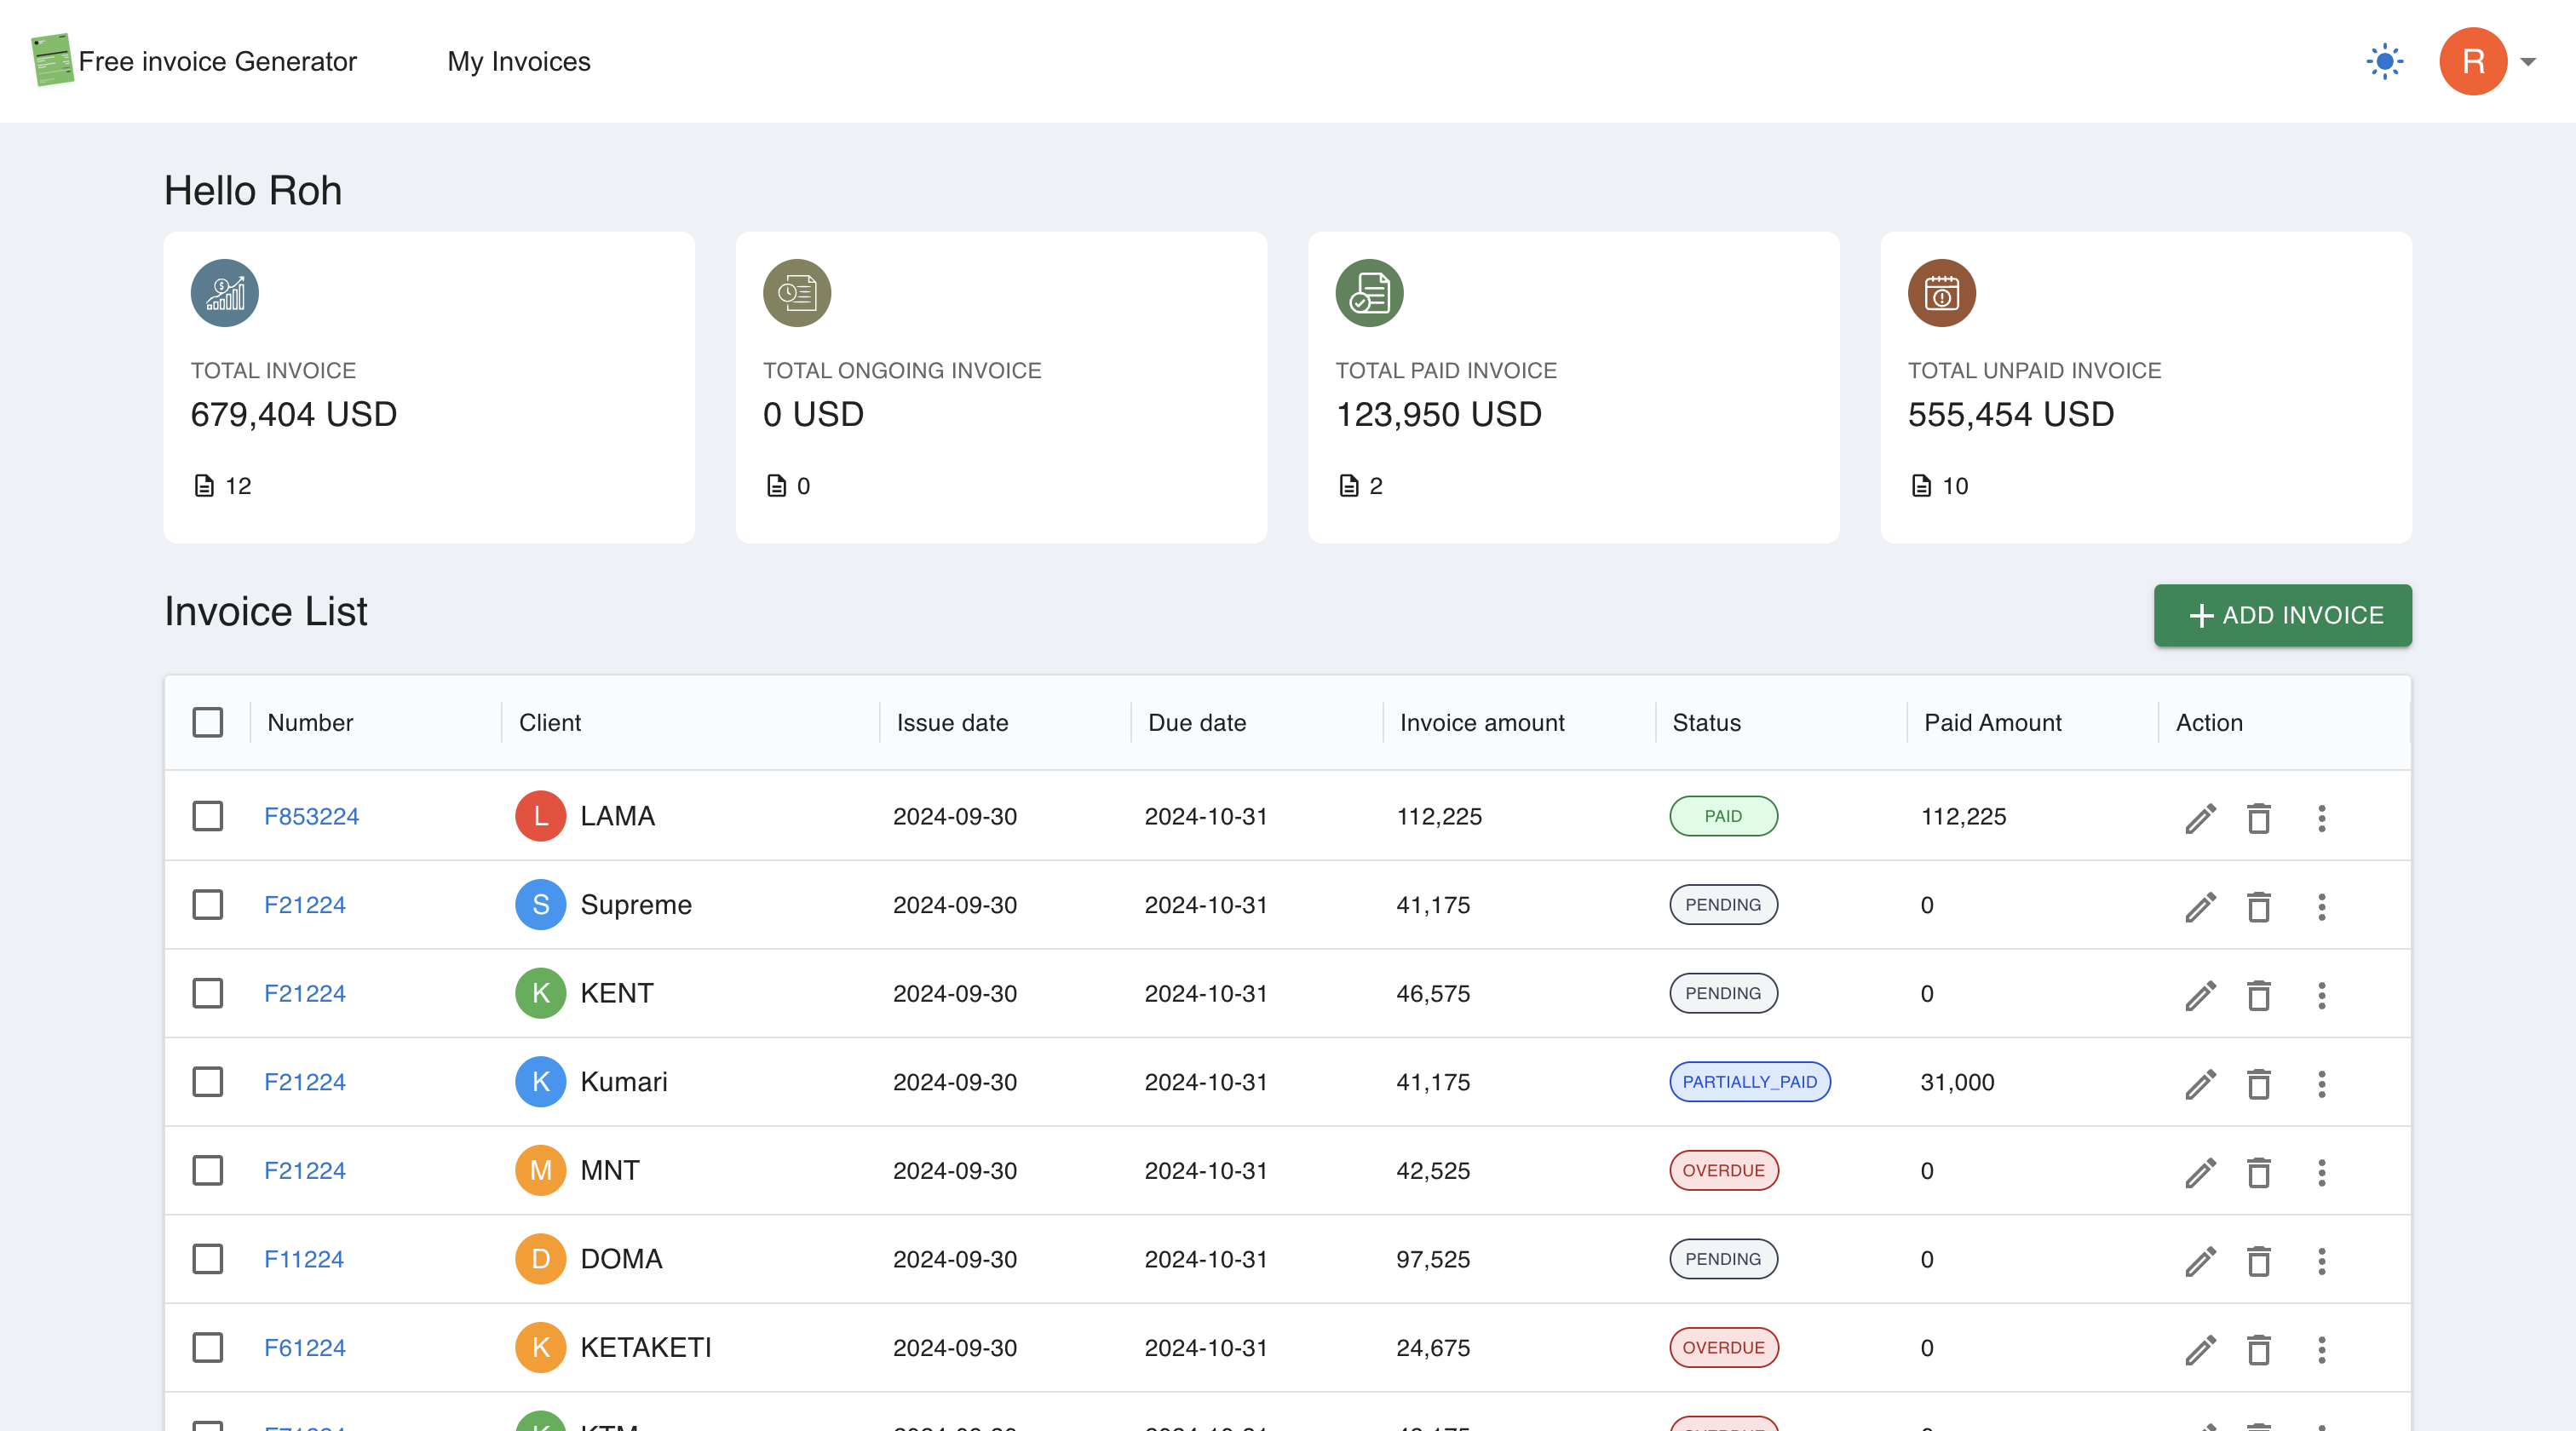 Free invoice Generator My Invoices R
Hello Roh
TOTAL INVOICE
679,404 USD
12
TOTAL ONGOING INVOICE
0 USD
0
TOTAL PAID INVOICE
123,950 USD
2
TOTAL UNPAID INVOICE
555,454 USD
10
Invoice List
ADD INVOICE
Number Client Issue date Due date Invoice amount Status Paid Amount Action
F853224 L LAMA 2024-09-30 2024-10-31 112,225 PAID 112,225
F21224 S Supreme 2024-09-30 2024-10-31 41,175 PENDING 0
F21224 K KENT 2024-09-30 2024-10-31 46,575 PENDING 0
F21224 K Kumari 2024-09-30 2024-10-31 41,175 PARTIALLY_PAID 31,000
F21224 M MNT 2024-09-30 2024-10-31 42,525 OVERDUE 0
F11224 D DOMA 2024-09-30 2024-10-31 97,525 PENDING 0
F61224 K KETAKETI 2024-09-30 2024-10-31 24,675 OVERDUE 0
K KTM